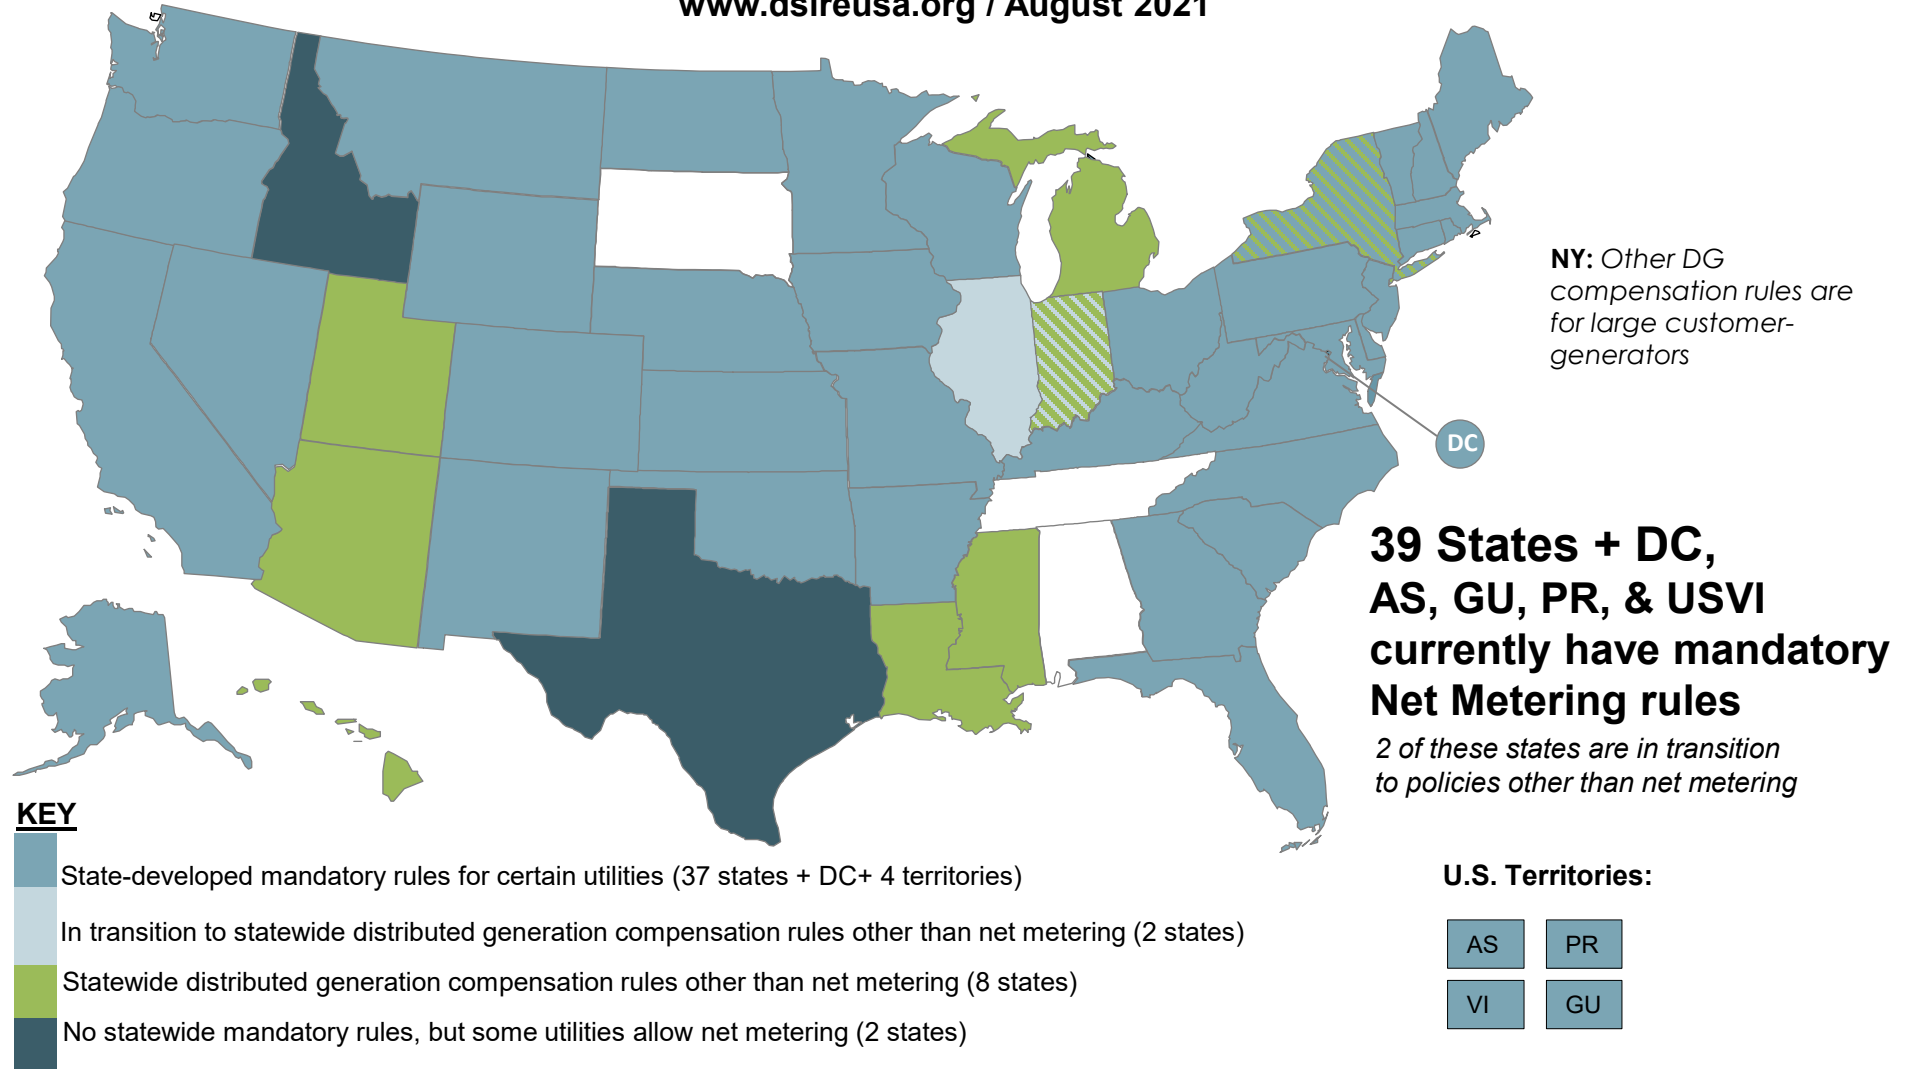 www.dsireusa.org / August 2021
NY: Other DG
compensation rules are
for large customer-
generators
DC
39 States + DC,
AS, GU, PR, & USVI
currently have mandatory
Net Metering rules
2 of these states are in transition
to policies other than net metering
KEY
State-developed mandatory rules for certain utilities (37 states + DC+ 4 territories)
In transition to statewide distributed generation compensation rules other than net metering (2 states)
Statewide distributed generation compensation rules other than net metering (8 states)
No statewide mandatory rules, but some utilities allow net metering (2 states)
U.S. Territories:
AS PR
VI GU